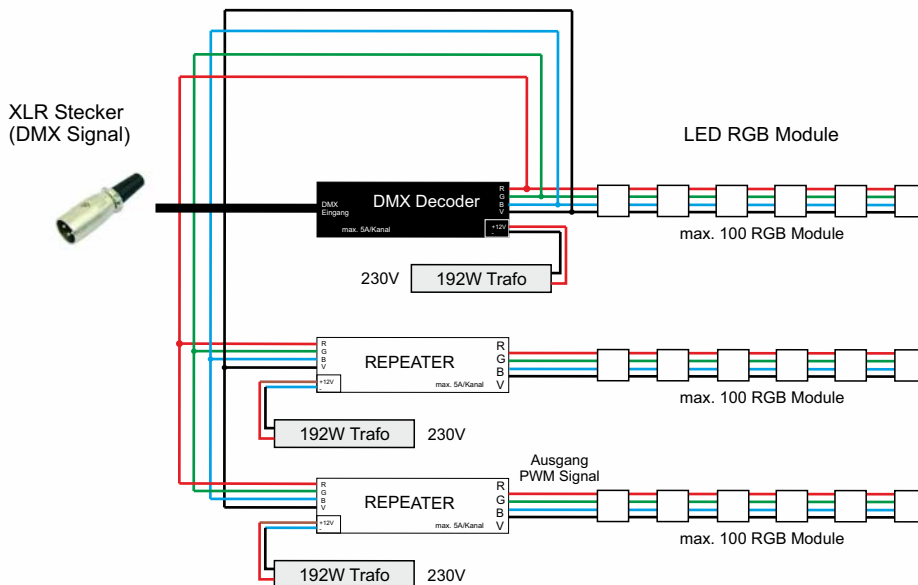 XLR Stecker
(DMX Signal)
LED RGB Module
DMX
Eingang
DMX Decoder
max. 5A/Kanal
R
G
B
V
+12V
-
max. 100 RGB Module
230V
192W Trafo
R
G
B
V
+12V
-
REPEATER
max. 5A/Kanal
R
G
B
V
max. 100 RGB Module
192W Trafo
230V
Ausgang
PWM Signal
R
G
B
V
+12V
-
REPEATER
max. 5A/Kanal
R
G
B
V
max. 100 RGB Module
192W Trafo
230V